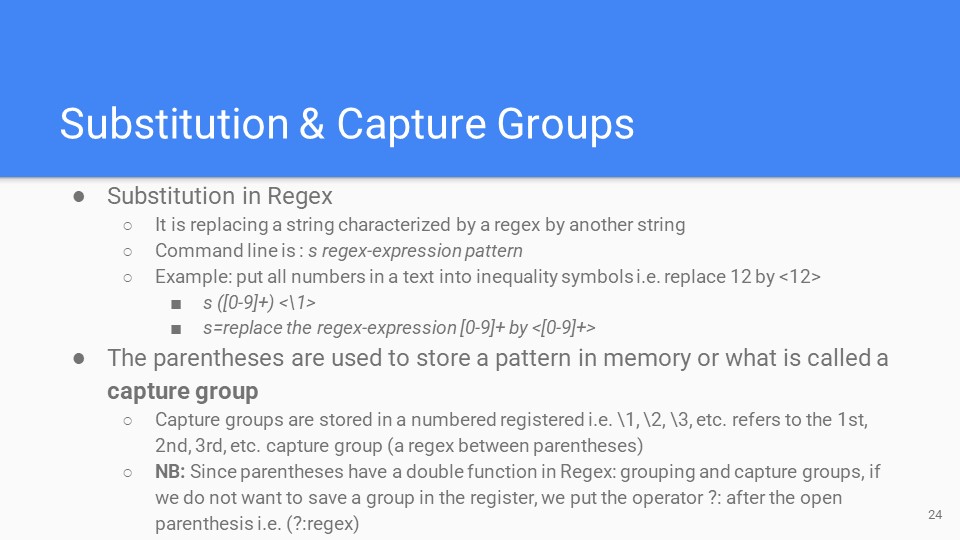 Substitution & Capture Groups
● Substitution in Regex
○ It is replacing a string characterized by a regex by another string
○ Command line is : s regex-expression pattern
○ Example: put all numbers in a text into inequality symbols i.e. replace 12 by <12>
■ s ([0-9]+) <\1>
■ s=replace the regex-expression [0-9]+ by <[0-9]+>
● The parentheses are used to store a pattern in memory or what is called a
capture group
○ Capture groups are stored in a numbered registered i.e. \1, \2, \3, etc. refers to the 1st,
2nd, 3rd, etc. capture group (a regex between parentheses)
○ NB: Since parentheses have a double function in Regex: grouping and capture groups, if
we do not want to save a group in the register, we put the operator ?: after the open
parenthesis i.e. (?:regex)
24